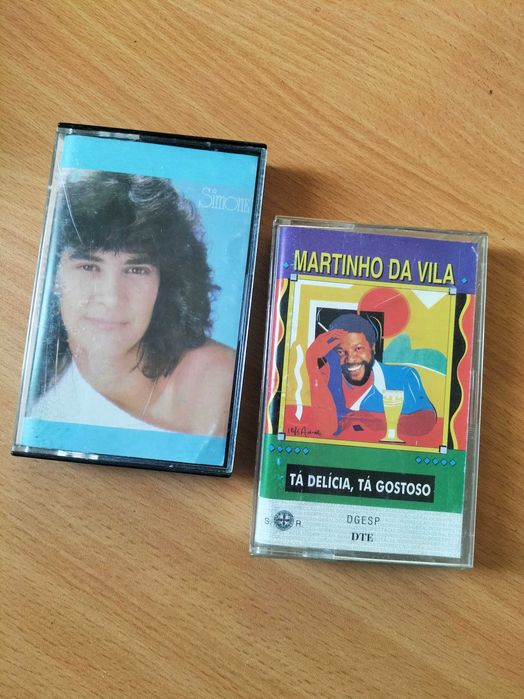 Simone
MARTINHO DA VILA
TÁ DELÍCIA, TÁ GOSTOSO
S. R.
DGESP
DTE